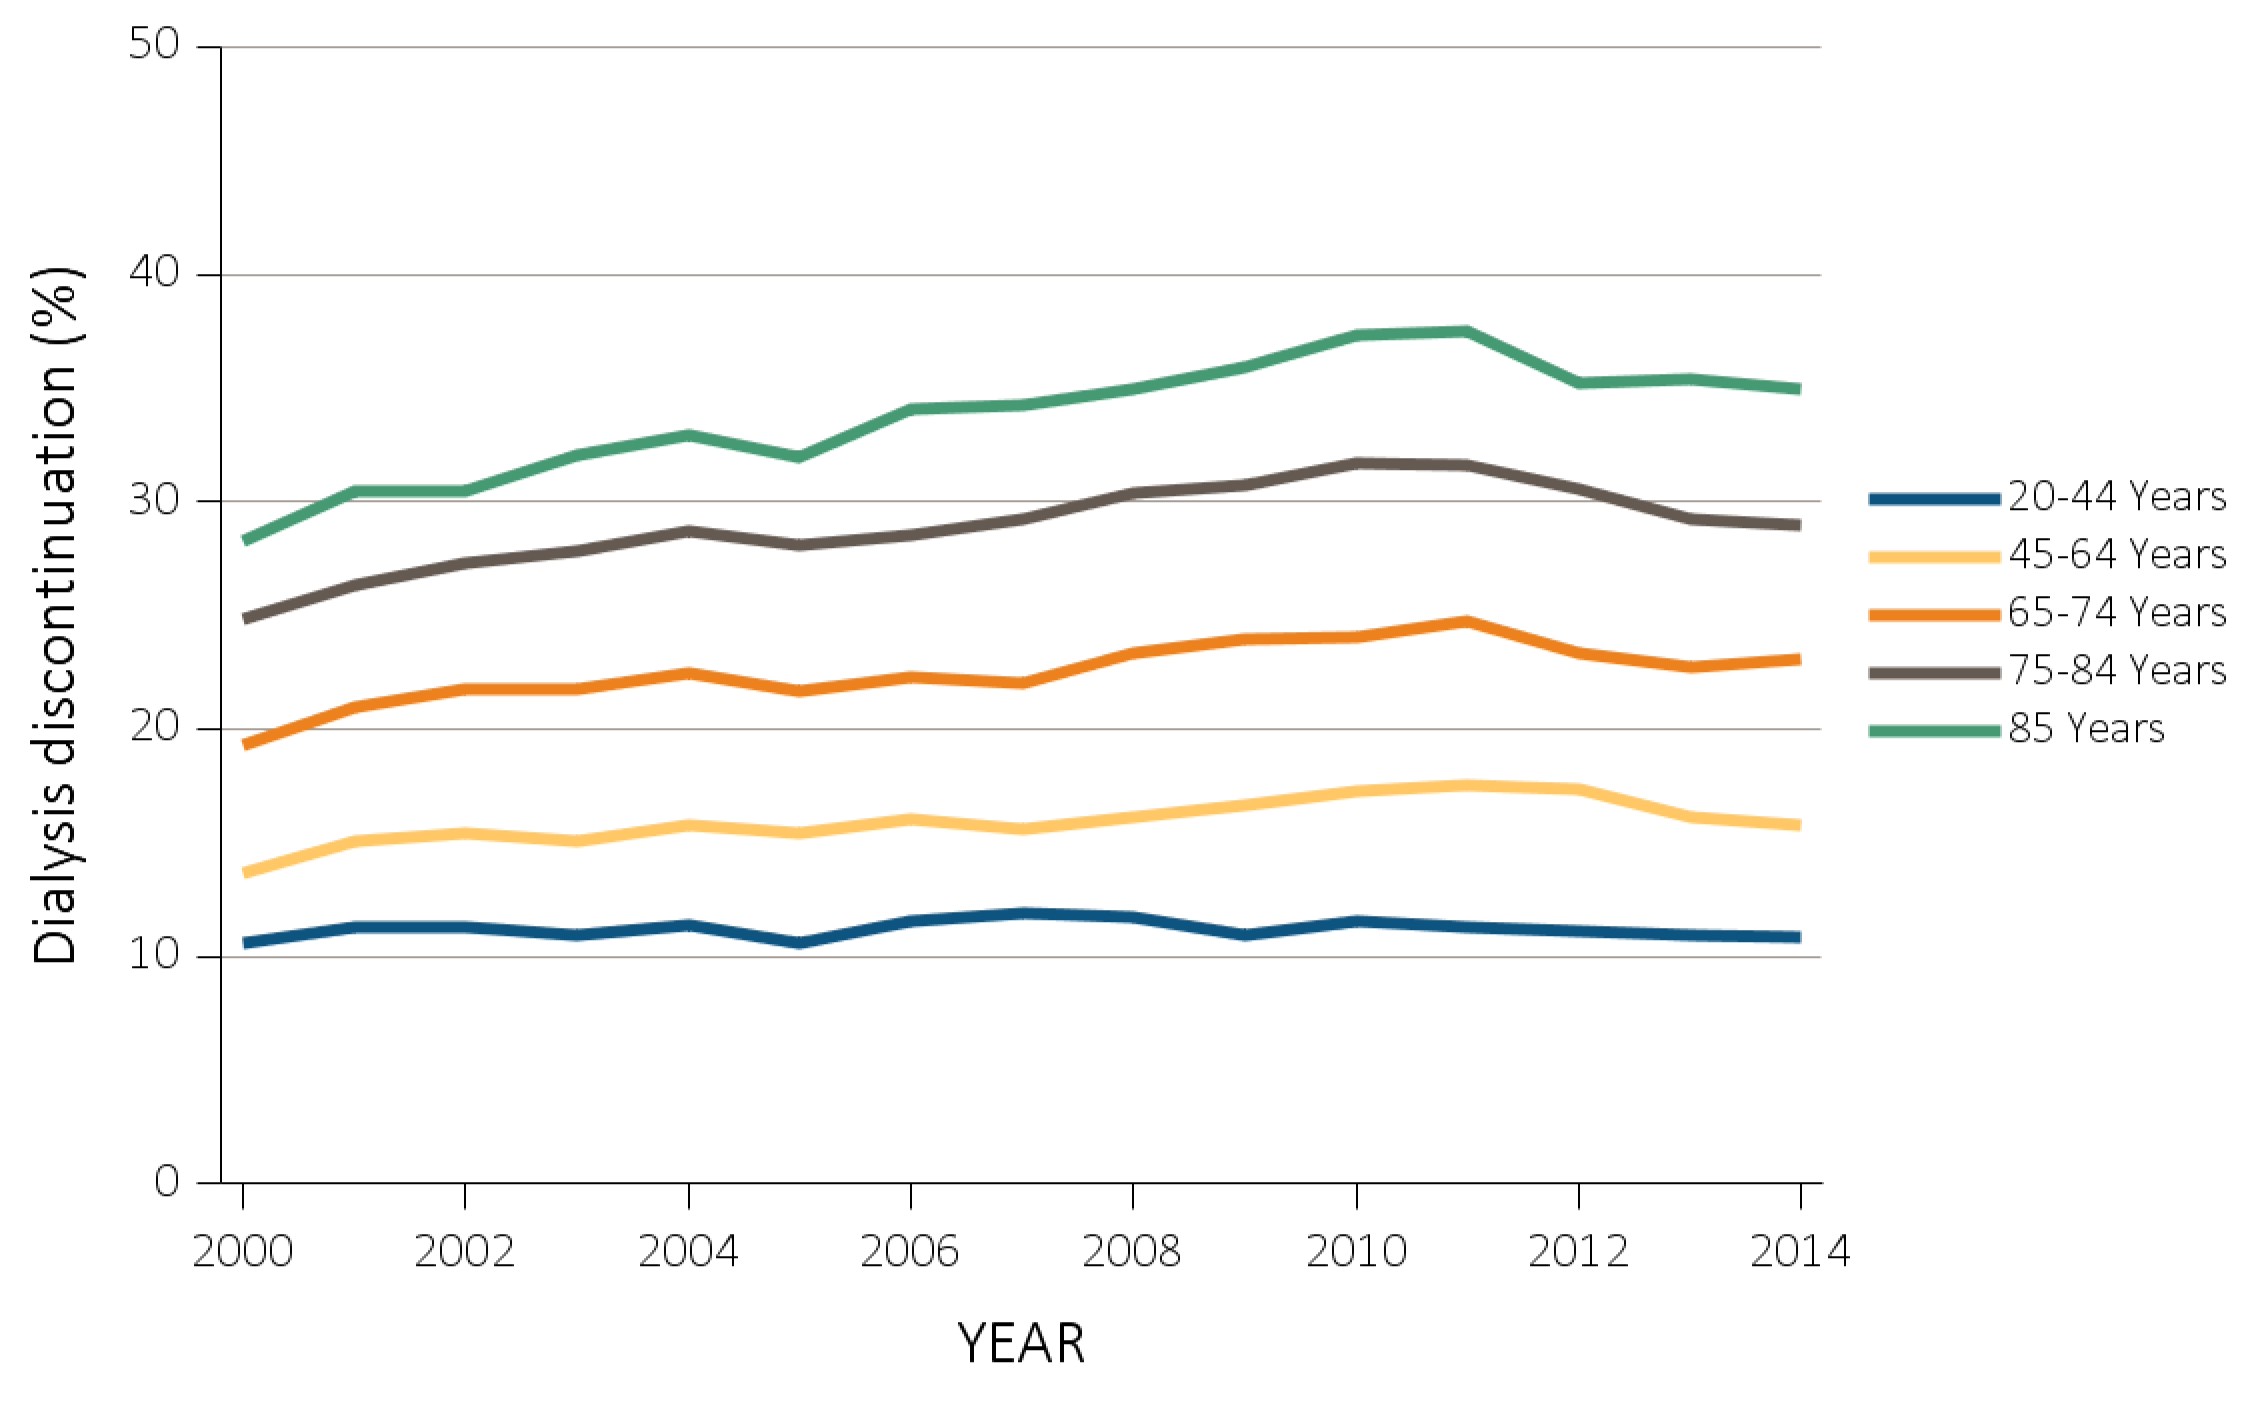 Dialysis discontinuation (%)
50
40
30
20
10
0
2000 2002 2004 2006 2008 2010 2012 2014
YEAR
20-44 Years
45-64 Years
65-74 Years
75-84 Years
85 Years